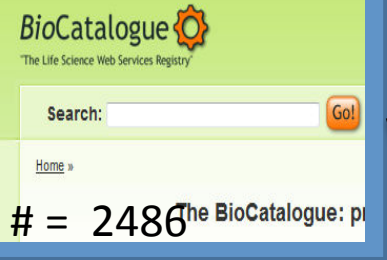 BioCatalogue
"The Life Science Web Services Registry"
Search: Go!
Home »
The BioCatalogue: pr
# = 2486